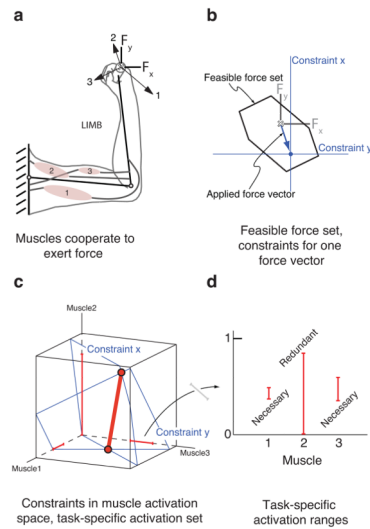 a
2
F
y
F
x
3
1
LIMB
2
3
1
Muscles cooperate to
exert force
b
Constraint x
Feasible force set
F
y
F
x
Constraint y
Applied force vector
Feasible force set,
constraints for one
force vector
c
Muscle2
Constraint x
Constraint y
Muscle1
Muscle3
Constraints in muscle activation
space, task-specific activation set
d
1
Redundant
Necessary
Necessary
0
1
2
3
Muscle
Task-specific
activation ranges